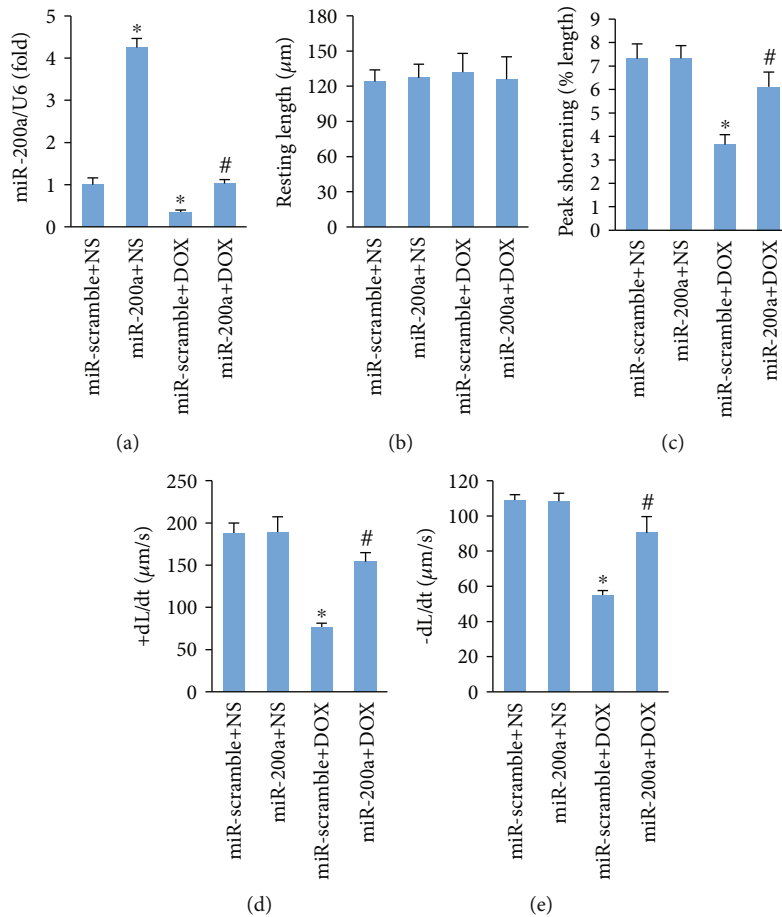 miR-200a/U6 (fold)
5
4
3
2
1
0
*
*
#
miR-scramble+NS
miR-200a+NS
miR-scramble+DOX
miR-200a+DOX
(a)
Resting length (μm)
180
150
120
90
60
30
0
miR-scramble+NS
miR-200a+NS
miR-scramble+DOX
miR-200a+DOX
(b)
Peak shortening (% length)
9
8
7
6
5
4
3
2
1
0
*
#
miR-scramble+NS
miR-200a+NS
miR-scramble+DOX
miR-200a+DOX
(c)
+dL/dt (μm/s)
250
200
150
100
50
0
*
#
miR-scramble+NS
miR-200a+NS
miR-scramble+DOX
miR-200a+DOX
(d)
-dL/dt (μm/s)
120
100
80
60
40
20
0
*
#
miR-scramble+NS
miR-200a+NS
miR-scramble+DOX
miR-200a+DOX
(e)